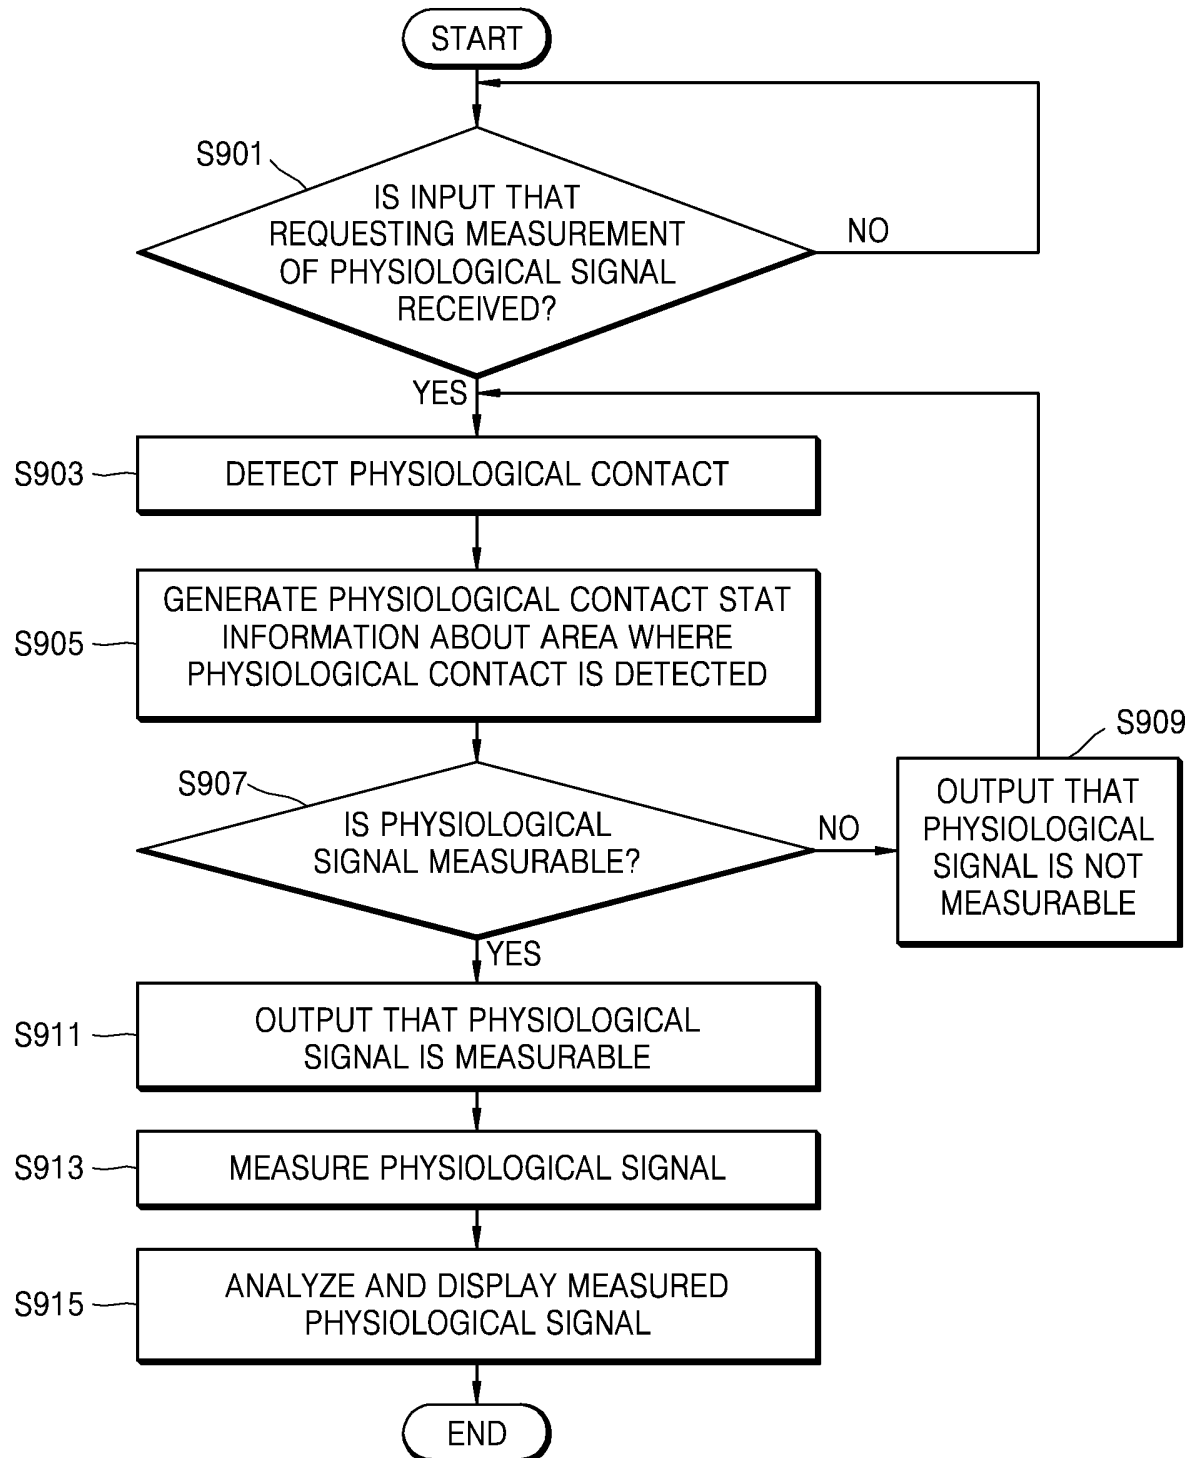 START
S901
IS INPUT THAT
REQUESTING MEASUREMENT
OF PHYSIOLOGICAL SIGNAL
RECEIVED?
NO
YES
S903
DETECT PHYSIOLOGICAL CONTACT
S905
GENERATE PHYSIOLOGICAL CONTACT STAT
INFORMATION ABOUT AREA WHERE
PHYSIOLOGICAL CONTACT IS DETECTED
S907
IS PHYSIOLOGICAL
SIGNAL MEASURABLE?
NO
S909
OUTPUT THAT
PHYSIOLOGICAL
SIGNAL IS NOT
MEASURABLE
YES
S911
OUTPUT THAT PHYSIOLOGICAL
SIGNAL IS MEASURABLE
S913
MEASURE PHYSIOLOGICAL SIGNAL
S915
ANALYZE AND DISPLAY MEASURED
PHYSIOLOGICAL SIGNAL
END